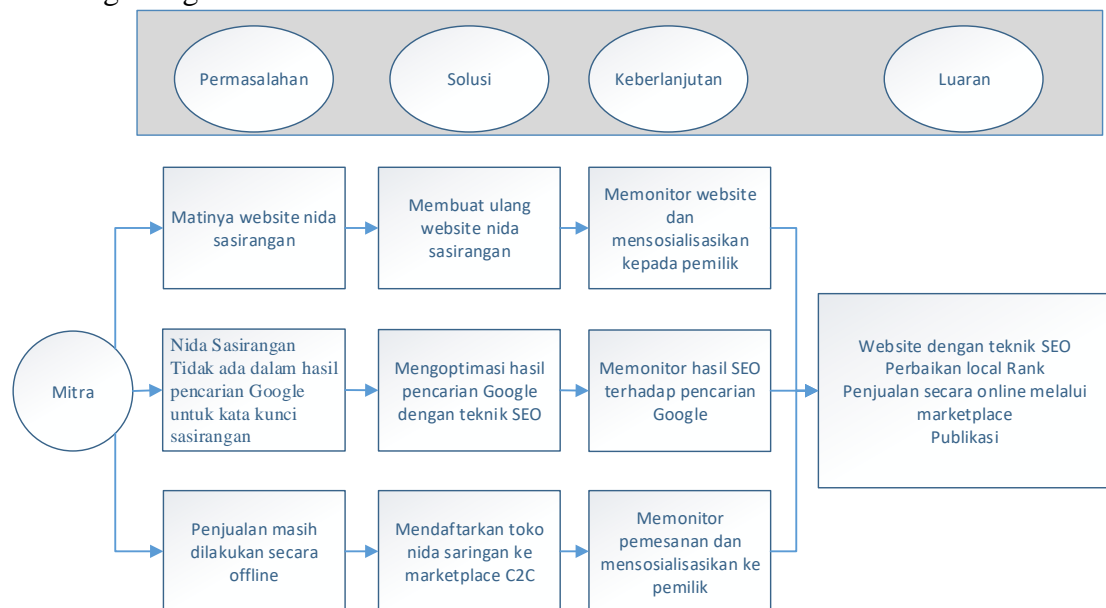 Permasalahan
Solusi
Keberlanjutan
Luaran
Mitra
Matinya website nida
sasirangan
Membuat ulang
website nida
sasirangan
Memonitor website
dan
mensosialisasikan
kepada pemilik
Nida Sasirangan
Tidak ada dalam hasil
pencarian Google
untuk kata kunci
sasirangan
Mengoptimasi hasil
pencarian Google
dengan teknik SEO
Memonitor hasil SEO
terhadap pencarian
Google
Penjualan masih
dilakukan secara
offline
Mendaftarkan toko
nida saringan ke
marketplace C2C
Memonitor
pemesanan dan
mensosialisasikan ke
pemilik
Website dengan teknik SEO
Perbaikan local Rank
Penjualan secara online melalui
marketplace
Publikasi